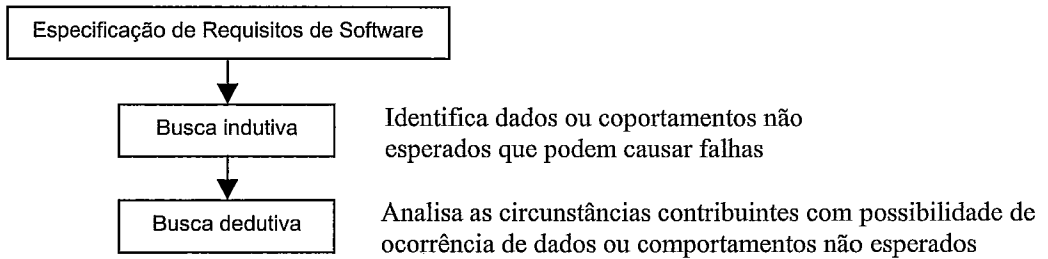 Especificação de Requisitos de Software
Busca indutiva
Identifica dados ou coportamentos não
esperados que podem causar falhas
Busca dedutiva
Analisa as circunstâncias contribuintes com possibilidade de
ocorrência de dados ou comportamentos não esperados